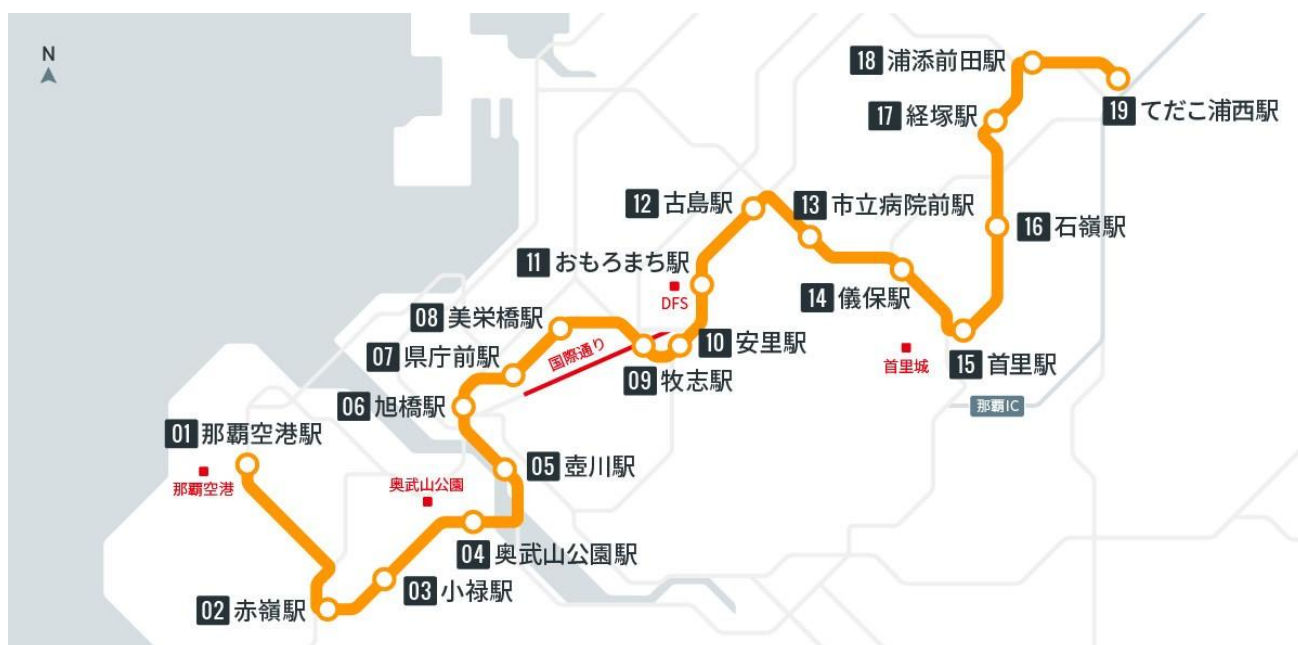 N
18 浦添前田駅
19 てだこ浦西駅
17 経塚駅
12 古島駅
13 市立病院前駅
16 石嶺駅
11 おもろまち駅
DFS
14 儀保駅
08 美栄橋駅
国際通り
10 安里駅
首里城
15 首里駅
07 県庁前駅
09 牧志駅
06 旭橋駅
那覇IC
01 那覇空港駅
那覇空港
05 壺川駅
奥武山公園
04 奥武山公園駅
03 小禄駅
02 赤嶺駅